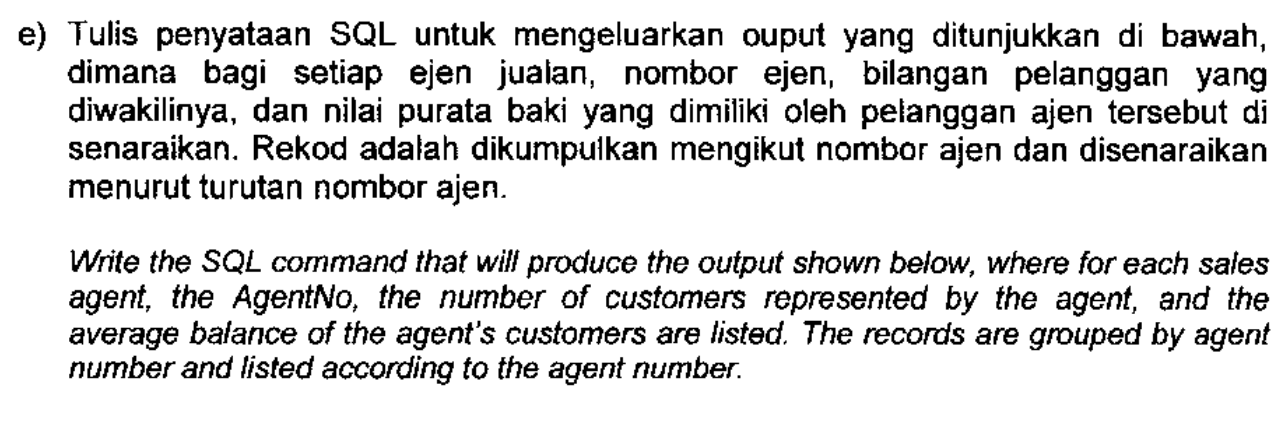 e) Tulis penyataan SQL untuk mengeluarkan ouput yang ditunjukkan di bawah,
dimana bagi setiap ejen jualan, nombor ejen, bilangan pelanggan yang
diwakilinya, dan nilai purata baki yang dimiliki oleh pelanggan ajen tersebut di
senaraikan. Rekod adalah dikumpulkan mengikut nombor ajen dan disenaraikan
menurut turutan nombor ajen.
Write the SQL command that will produce the output shown below, where for each sales
agent, the AgentNo, the number of customers represented by the agent, and the
average balance of the agent's customers are listed. The records are grouped by agent
number and listed according to the agent number.